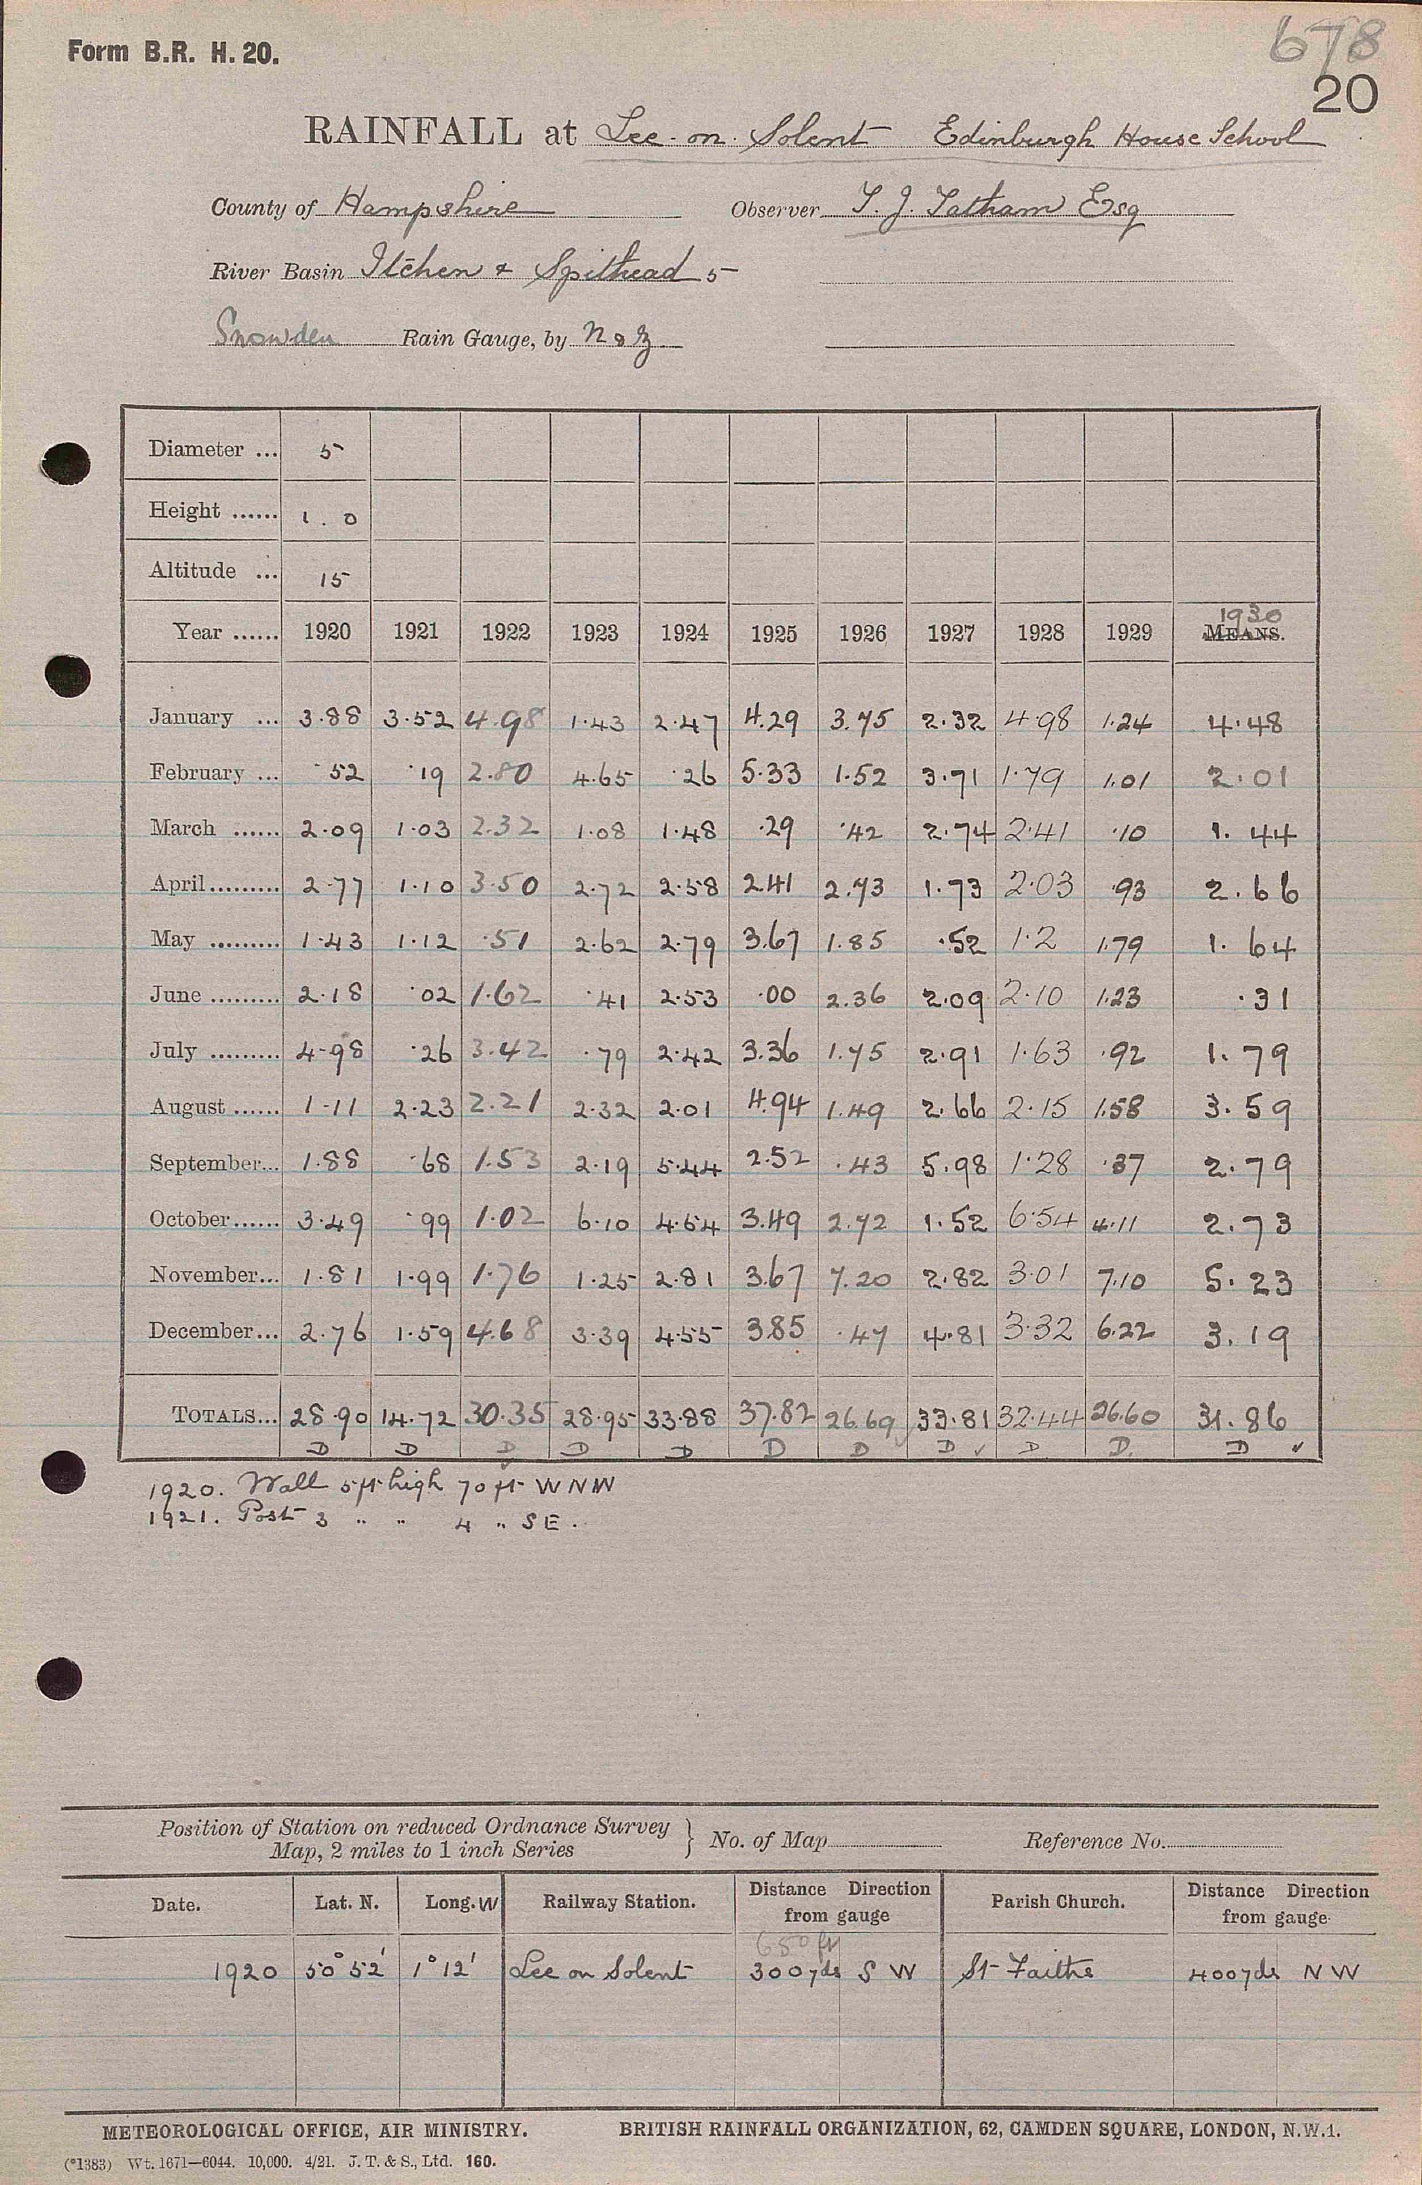 678
Form B.R. H. 20.
20
RAINFALL at Lee-on-Solent Edinburgh House School
County of Hampshire Observer T. J. Tatham Esq
River Basin Itchen & Spithead 5
Snowden Rain Gauge, by N & Z
Diameter ... 5
Height ...... 1.0
Altitude ... 15
1930
Year ...... 1920 1921 1922 1923 1924 1925 1926 1927 1928 1929 MEANS.
January ... 3.88 3.52 4.98 1.43 2.47 4.29 3.75 2.32 4.98 1.24 4.48
February ... .52 .19 2.80 4.65 .26 5.33 1.52 3.71 1.79 1.01 2.01
March ...... 2.09 1.03 2.32 1.08 1.48 .29 .42 2.74 2.41 .10 1.44
April......... 2.77 1.10 3.50 2.72 2.58 2.41 2.73 1.73 2.03 .93 2.66
May ......... 1.43 1.12 .51 2.62 2.79 3.67 1.85 .52 1.2 1.79 1.64
June ......... 2.18 .02 1.62 .41 2.53 .00 2.36 2.09 2.10 1.23 .31
July ......... 4.98 .26 3.42 .79 2.42 3.36 1.75 2.91 1.63 .92 1.79
August ...... 1.11 2.23 2.21 2.32 2.01 4.94 1.49 2.66 2.15 1.58 3.59
September... 1.88 .68 1.53 2.19 5.44 2.52 .43 5.98 1.28 .37 2.79
October...... 3.49 .99 1.02 6.10 4.64 3.49 2.72 1.52 6.54 4.11 2.73
November... 1.81 1.99 1.76 1.25 2.81 3.67 7.20 2.82 3.01 7.10 5.23
December... 2.76 1.59 4.68 3.39 4.55 3.85 .47 4.81 3.32 6.22 3.19
TOTALS... 28.90 14.72 30.35 28.95 33.88 37.82 26.69 33.81 32.44 26.60 31.86
D D D D D D D D ✓ D D. D ✓
1920. Wall 5 ft high 70 ft WNW
1921. Post 3 " " 4 " SE.
Position of Station on reduced Ordnance Survey
Map, 2 miles to 1 inch Series } No. of Map Reference No.
Date. Lat. N. Long. W Railway Station. Distance Direction from gauge Parish Church. Distance Direction from gauge
650 ft
1920 50° 52' 1° 12' Lee on Solent 300 yds S W St Faiths 400 yds N W
METEOROLOGICAL OFFICE, AIR MINISTRY. BRITISH RAINFALL ORGANIZATION, 62, CAMDEN SQUARE, LONDON, N.W.1.
(*1383) Wt. 1671—6044. 10,000. 4/21. J. T. & S., Ltd. 160.